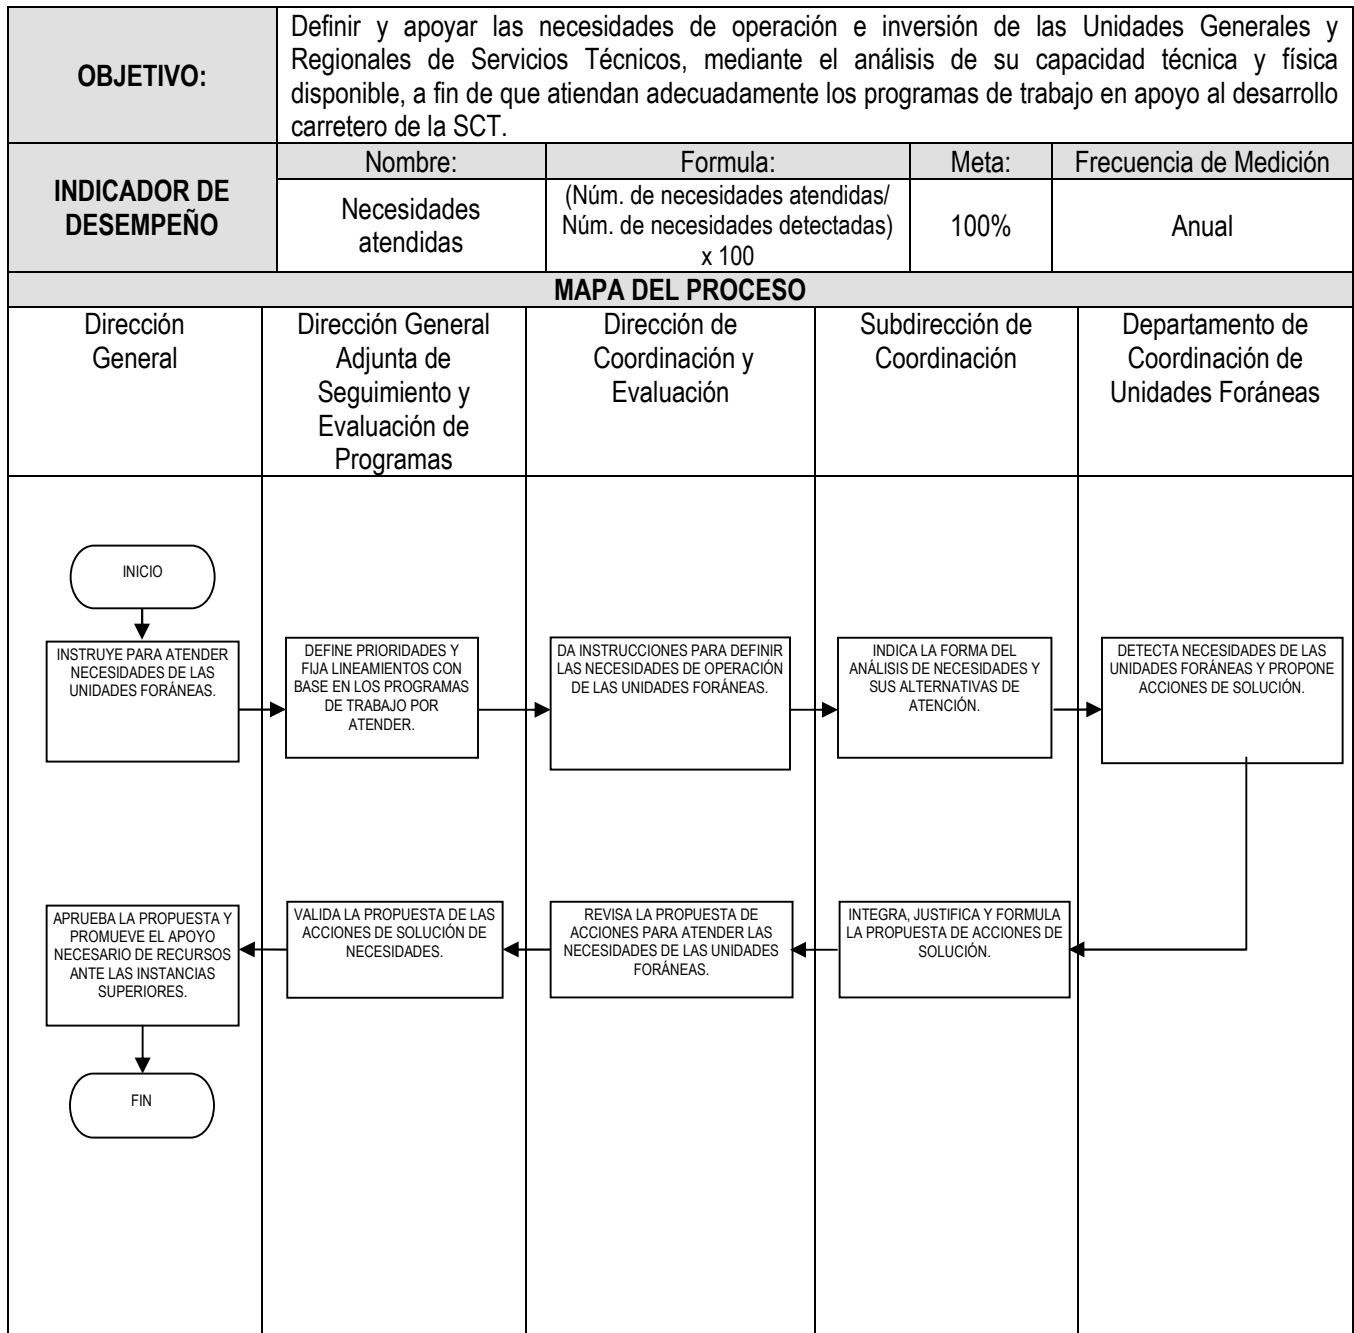 OBJETIVO:
Definir y apoyar las necesidades de operación e inversión de las Unidades Generales y
Regionales de Servicios Técnicos, mediante el análisis de su capacidad técnica y física
disponible, a fin de que atiendan adecuadamente los programas de trabajo en apoyo al desarrollo
carretero de la SCT.
INDICADOR DE
DESEMPEÑO
Nombre:
Formula:
Meta:
Frecuencia de Medición
Necesidades
atendidas
(Núm. de necesidades atendidas/
Núm. de necesidades detectadas)
x 100
100%
Anual
MAPA DEL PROCESO
Dirección
General
Dirección General
Adjunta de
Seguimiento y
Evaluación de
Programas
Dirección de
Coordinación y
Evaluación
Subdirección de
Coordinación
Departamento de
Coordinación de
Unidades Foráneas
INICIO
INSTRUYE PARA ATENDER
NECESIDADES DE LAS
UNIDADES FORÁNEAS.
DEFINE PRIORIDADES Y
FIJA LINEAMIENTOS CON
BASE EN LOS PROGRAMAS
DE TRABAJO POR
ATENDER.
DA INSTRUCCIONES PARA DEFINIR
LAS NECESIDADES DE OPERACIÓN
DE LAS UNIDADES FORÁNEAS.
INDICA LA FORMA DEL
ANÁLISIS DE NECESIDADES Y
SUS ALTERNATIVAS DE
ATENCIÓN.
DETECTA NECESIDADES DE LAS
UNIDADES FORÁNEAS Y PROPONE
ACCIONES DE SOLUCIÓN.
APRUEBA LA PROPUESTA Y
PROMUEVE EL APOYO
NECESARIO DE RECURSOS
ANTE LAS INSTANCIAS
SUPERIORES.
VALIDA LA PROPUESTA DE LAS
ACCIONES DE SOLUCIÓN DE
NECESIDADES.
REVISA LA PROPUESTA DE
ACCIONES PARA ATENDER LAS
NECESIDADES DE LAS UNIDADES
FORÁNEAS.
INTEGRA, JUSTIFICA Y FORMULA
LA PROPUESTA DE ACCIONES DE
SOLUCIÓN.
FIN